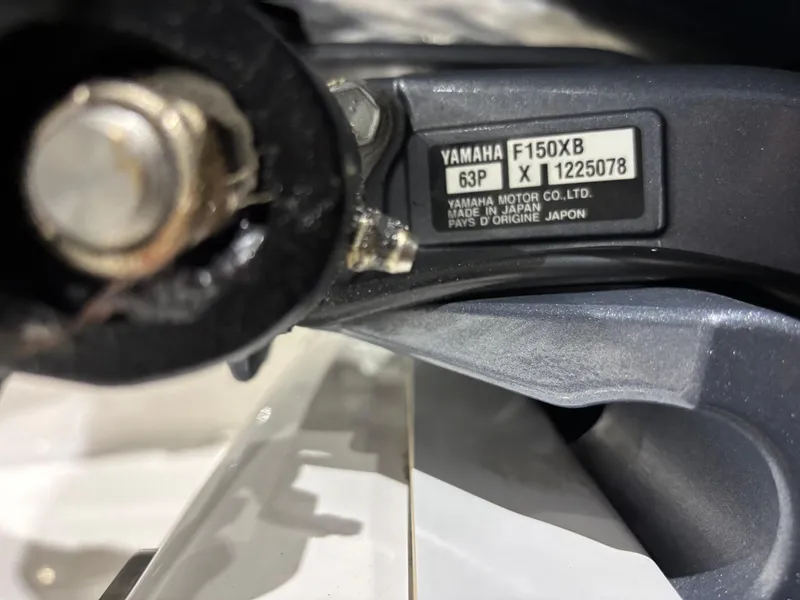 YAMAHA F150XB
63P X 1225078
YAMAHA MOTOR CO.,LTD.
MADE IN JAPAN
PAYS D'ORIGINE JAPON